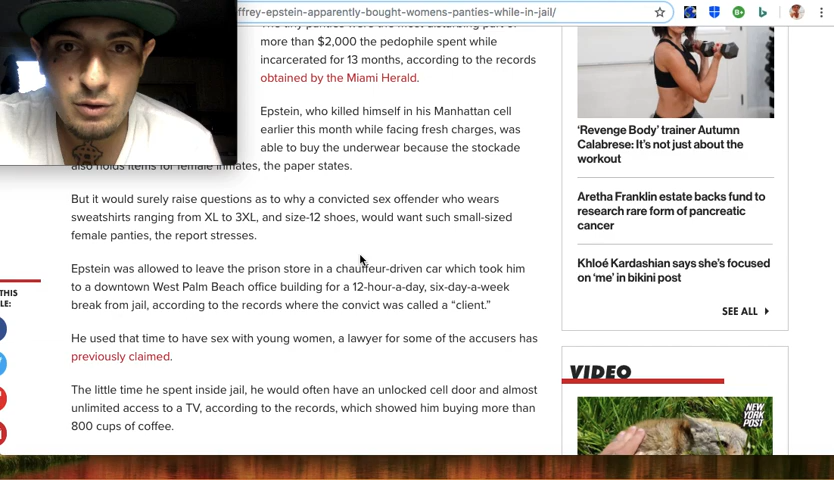 ffrey-epstein-apparently-bought-womens-panties-while-in-jail/
more than $2,000 the pedophile spent while
incarcerated for 13 months, according to the records
obtained by the Miami Herald.
Epstein, who killed himself in his Manhattan cell
earlier this month while facing fresh charges, was
able to buy the underwear because the stockade
also holds items for female inmates, the paper states.
But it would surely raise questions as to why a convicted sex offender who wears
sweatshirts ranging from XL to 3XL, and size-12 shoes, would want such small-sized
female panties, the report stresses.
Epstein was allowed to leave the prison store in a chauffeur-driven car which took him
to a downtown West Palm Beach office building for a 12-hour-a-day, six-day-a-week
break from jail, according to the records where the convict was called a “client.”
He used that time to have sex with young women, a lawyer for some of the accusers has
previously claimed.
The little time he spent inside jail, he would often have an unlocked cell door and almost
unlimited access to a TV, according to the records, which showed him buying more than
800 cups of coffee.
THIS
LE:
‘Revenge Body’ trainer Autumn
Calabrese: It’s not just about the
workout
Aretha Franklin estate backs fund to
research rare form of pancreatic
cancer
Khloé Kardashian says she’s focused
on ‘me’ in bikini post
SEE ALL
VIDEO
NEW
YORK
POST